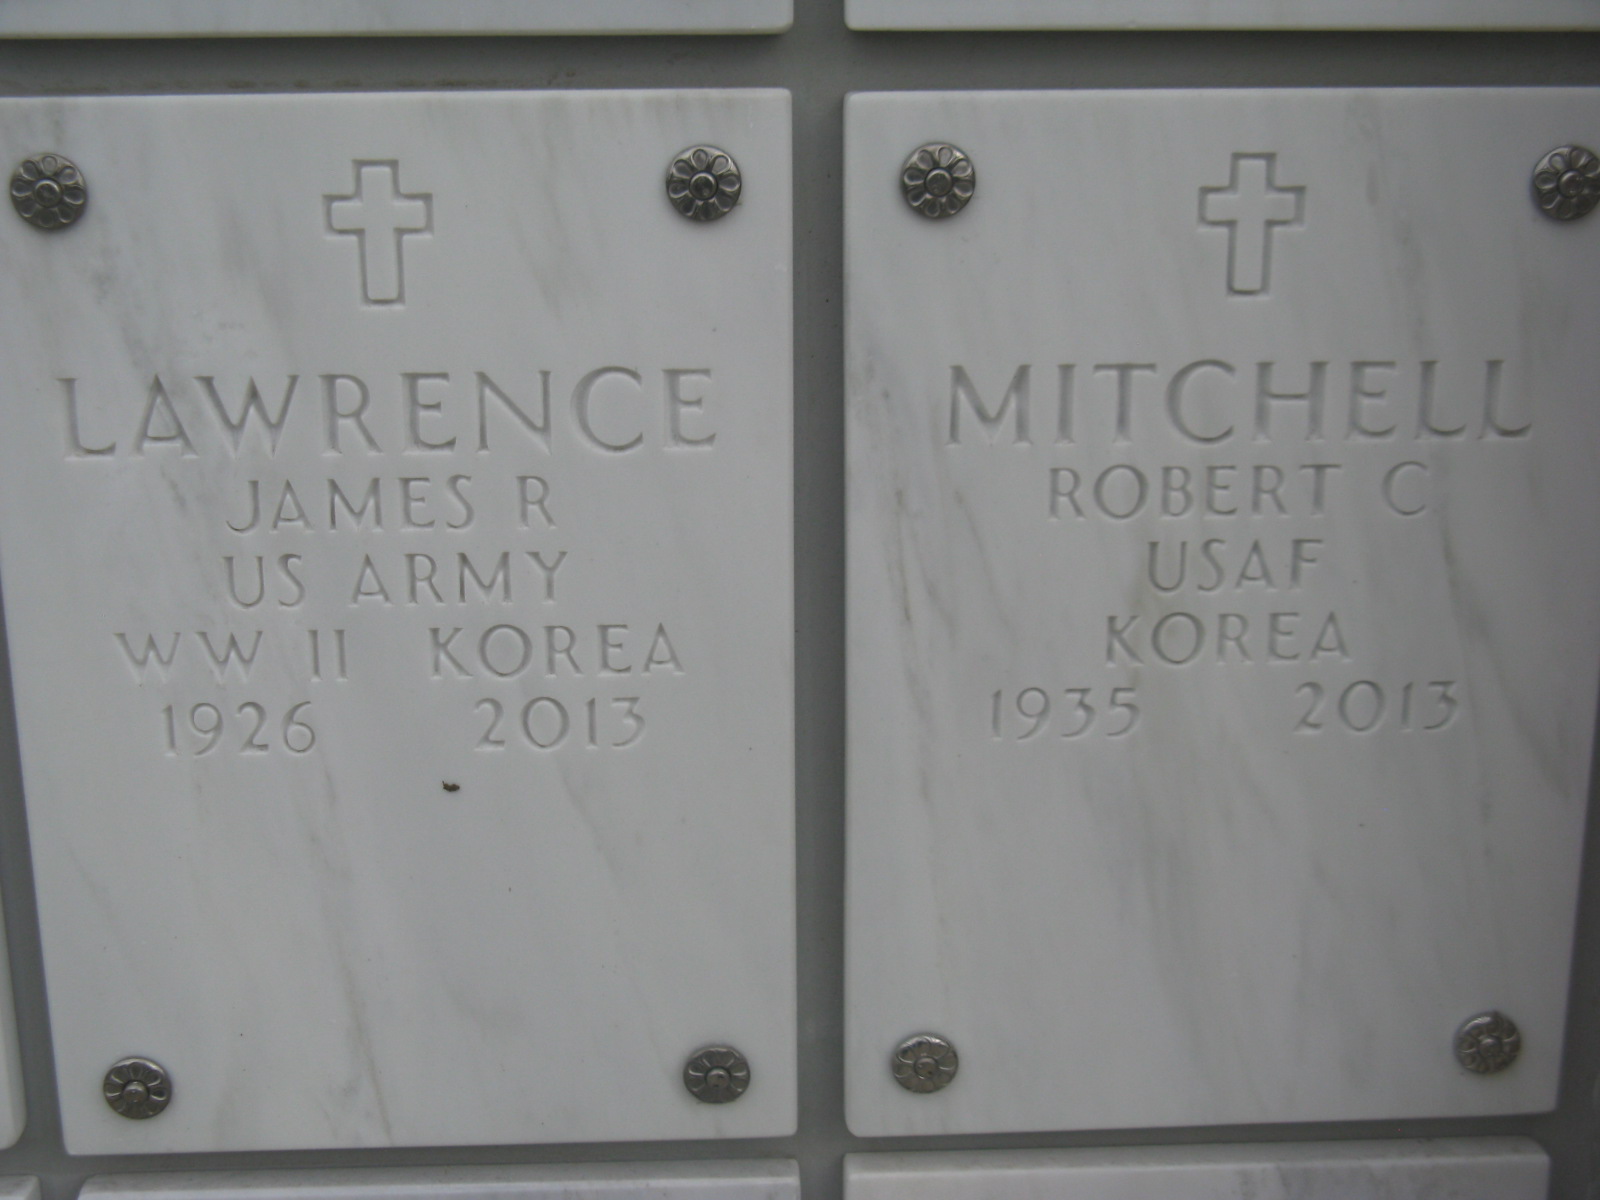 LAWRENCE
JAMES R
US ARMY
WW II KOREA
1926 2013
MITCHELL
ROBERT C
USAF
KOREA
1935 2013